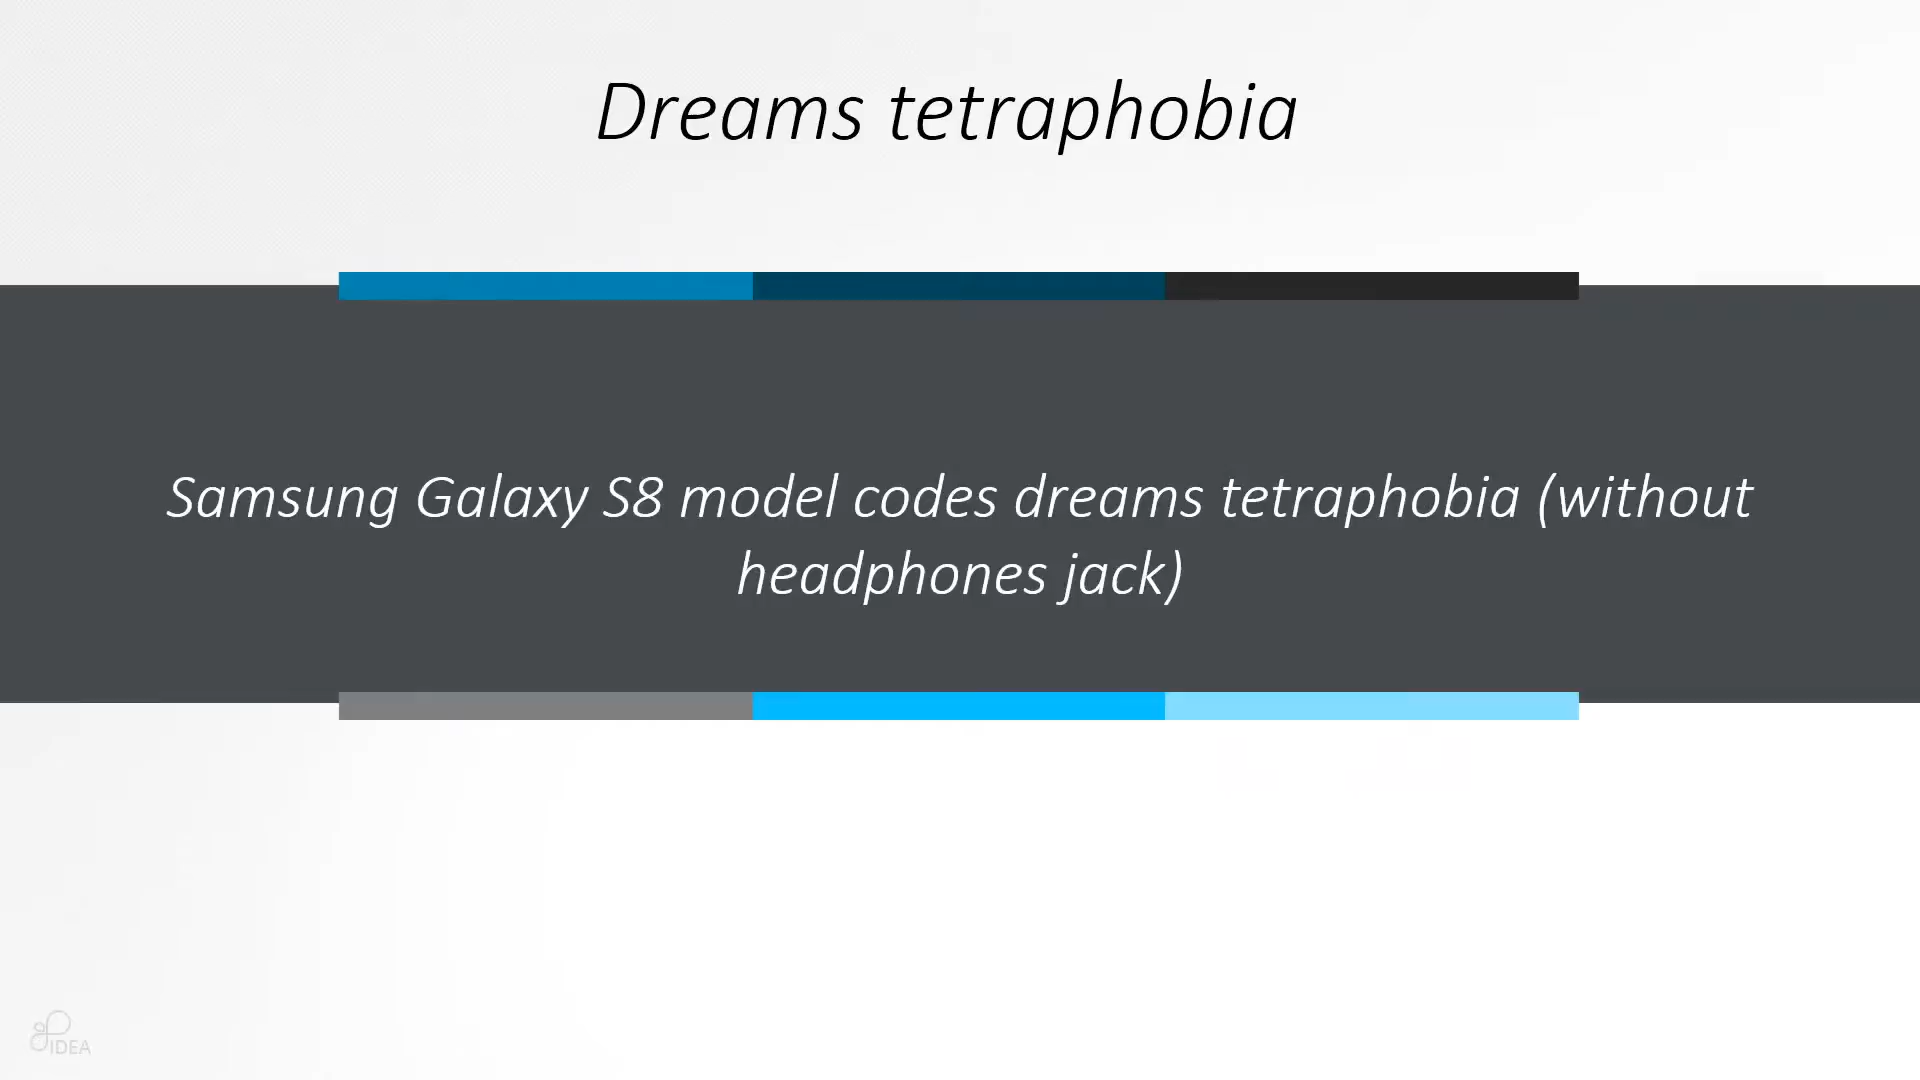 Dreams tetraphobia
Samsung Galaxy S8 model codes dreams tetraphobia (without
headphones jack)
IDEA